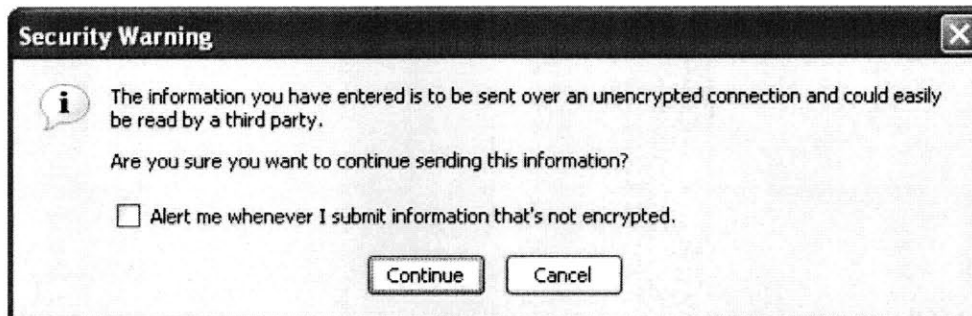 Security Warning
The information you have entered is to be sent over an unencrypted connection and could easily
be read by a third party.
Are you sure you want to continue sending this information?
Alert me whenever I submit information that's not encrypted.
Continue Cancel